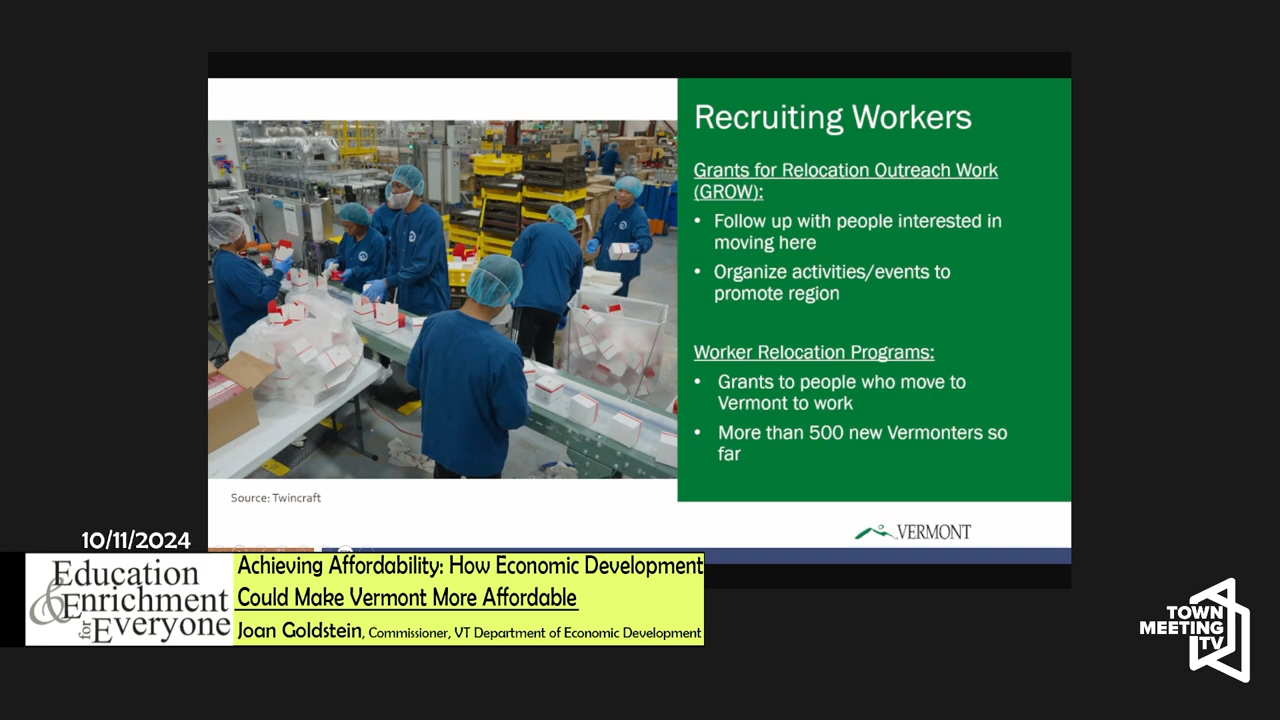 Recruiting Workers
Grants for Relocation Outreach Work
(GROW):
• Follow up with people interested in
moving here
• Organize activities/events to
promote region
Worker Relocation Programs:
• Grants to people who move to
Vermont to work
• More than 500 new Vermonters so
far
Source: Twincraft
VERMONT
10/11/2024
Education
& Enrichment
for Everyone
Achieving Affordability: How Economic Development
Could Make Vermont More Affordable
Joan Goldstein, Commissioner, VT Department of Economic Development
TOWN
MEETING
TV